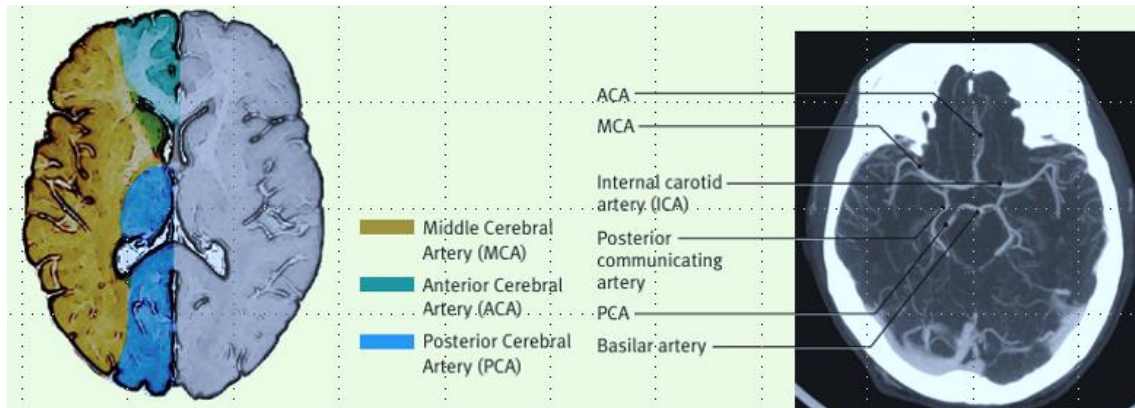 Middle Cerebral
Artery (MCA)
Anterior Cerebral
Artery (ACA)
Posterior Cerebral
Artery (PCA)
ACA
MCA
Internal carotid
artery (ICA)
Posterior
communicating
artery
PCA
Basilar artery